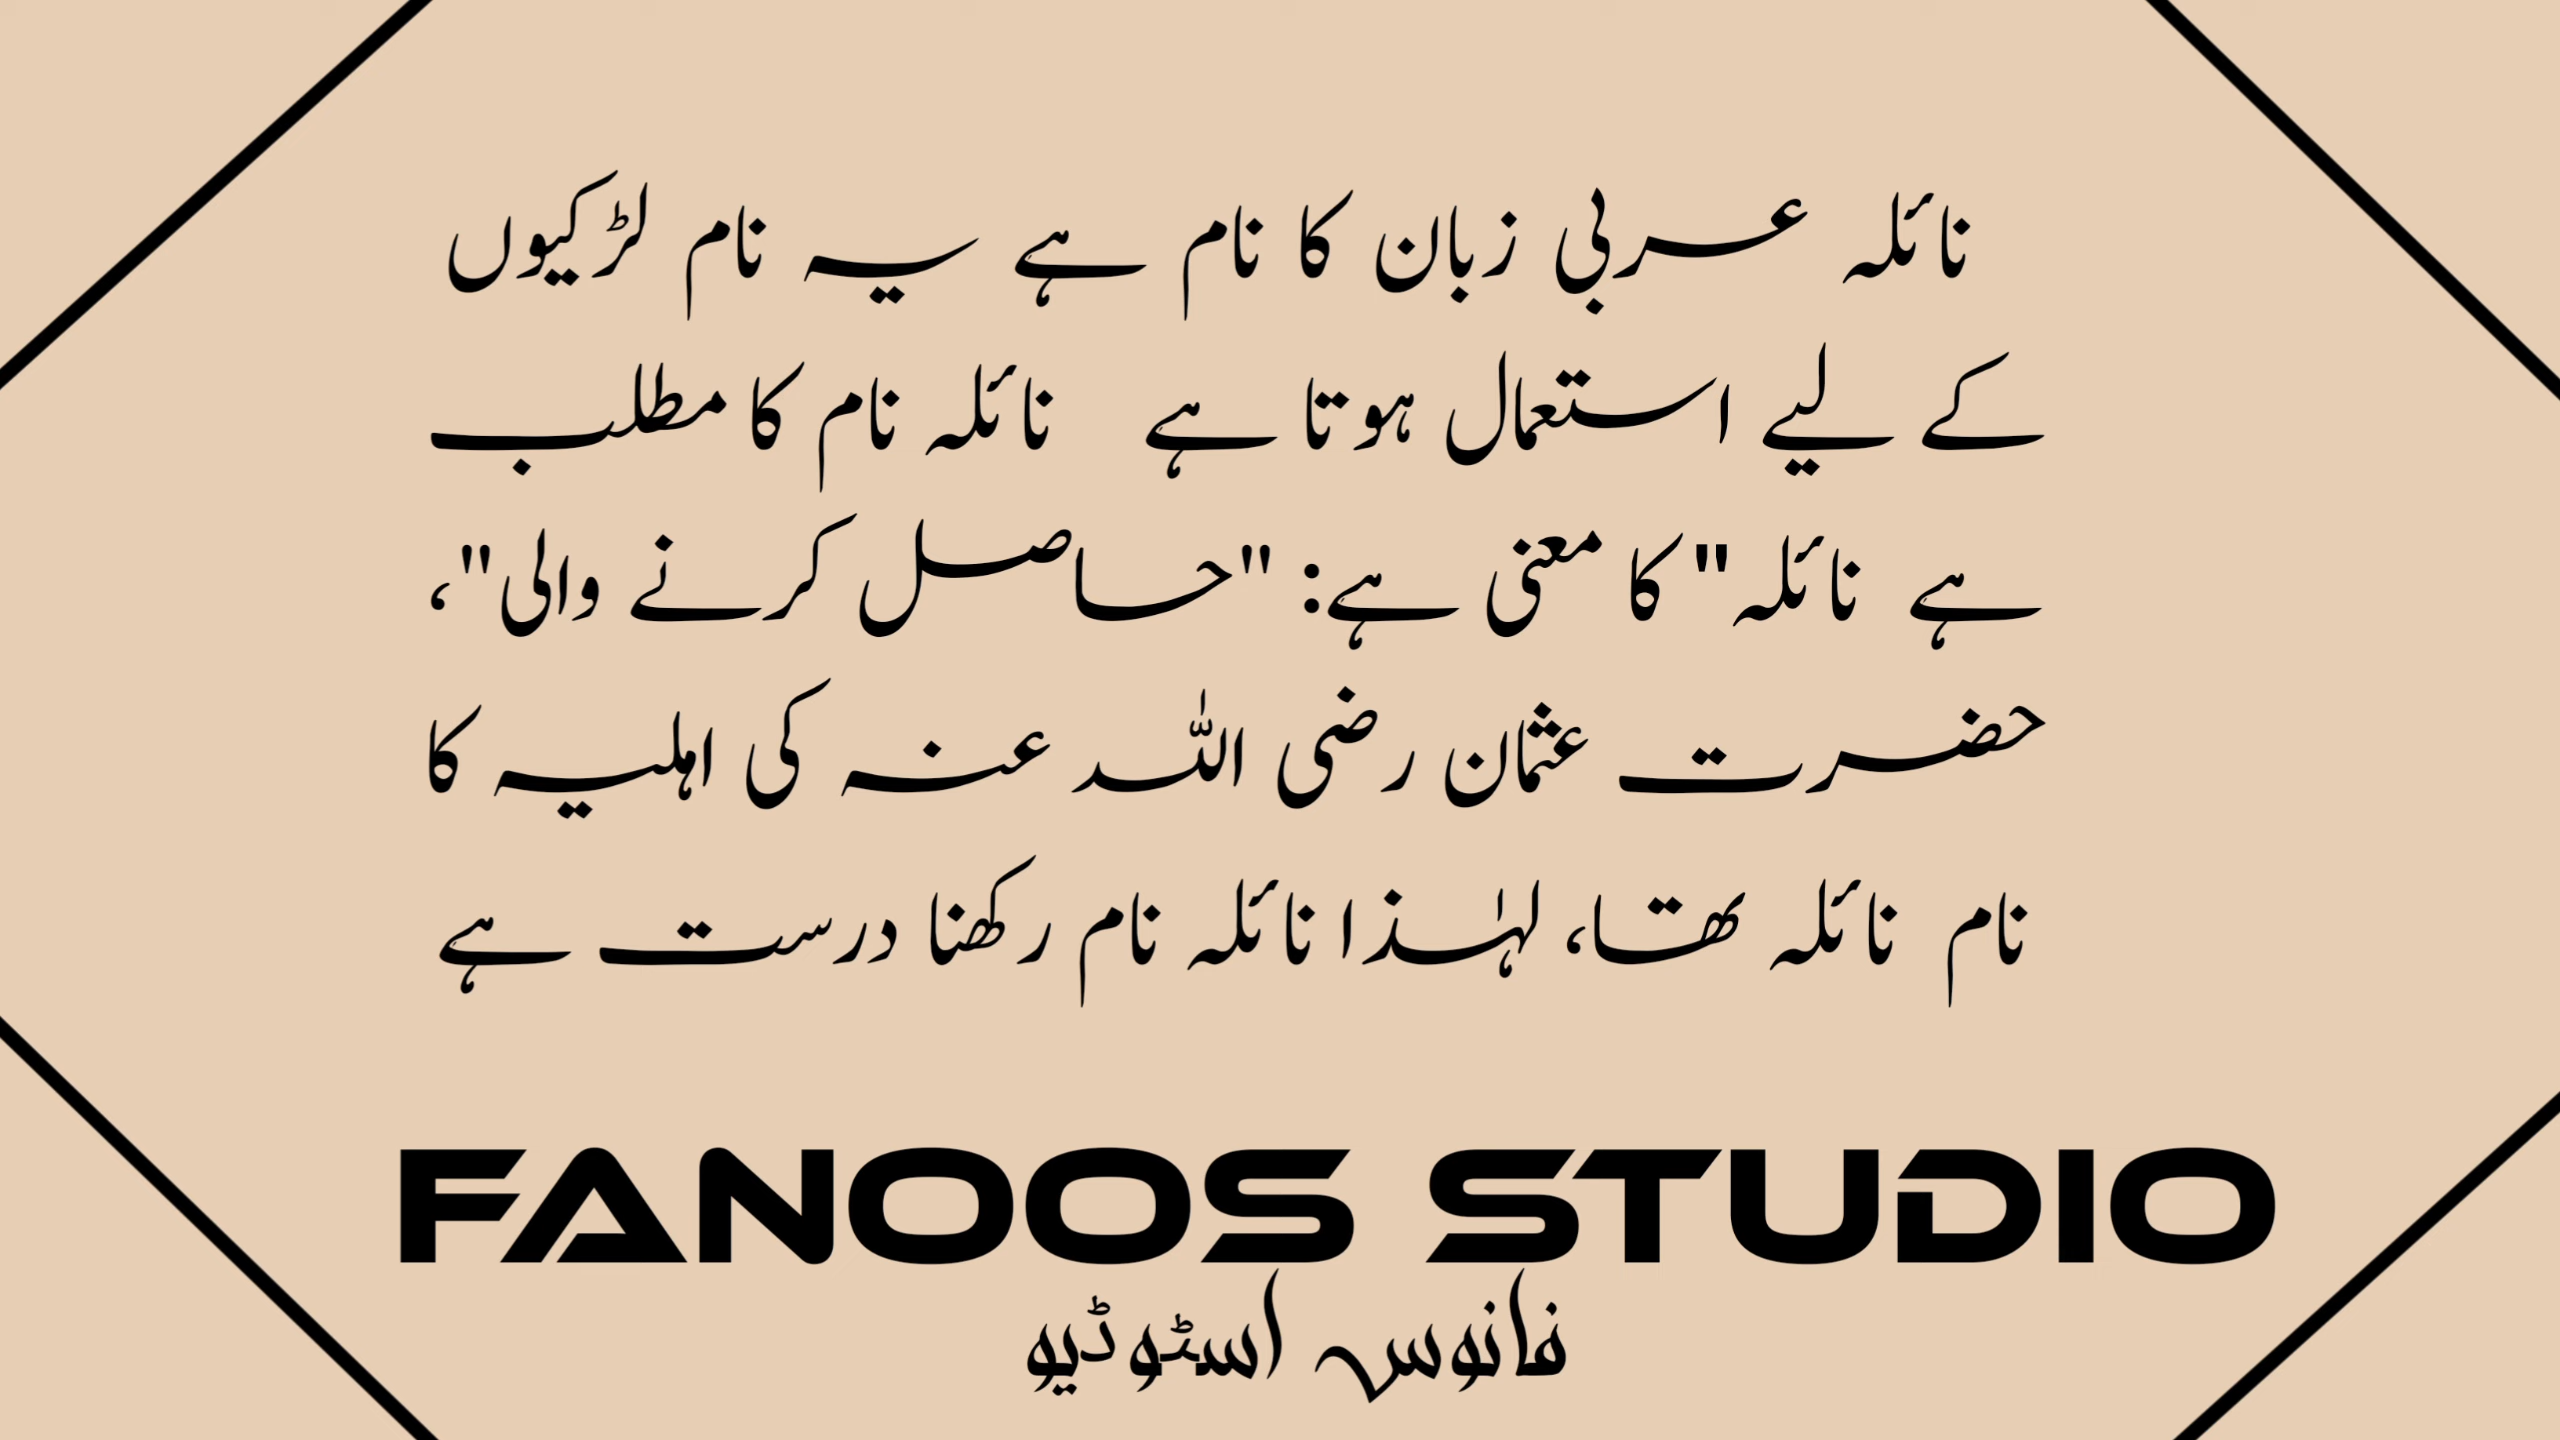 نائلہ عربی زبان کا نام ہے یہ نام لڑکیوں
کے لیے استعمال ہوتا ہے نائلہ نام کا مطلب
ہے نائلہ" کا معنی ہے: "حاصل کرنے والی"،
حضرت عثمان رضی اللہ عنہ کی اہلیہ کا
نام نائلہ تھا، لہٰذا نائلہ نام رکھنا درست ہے
FANOOS STUDIO
فانوس اسٹوڈیو